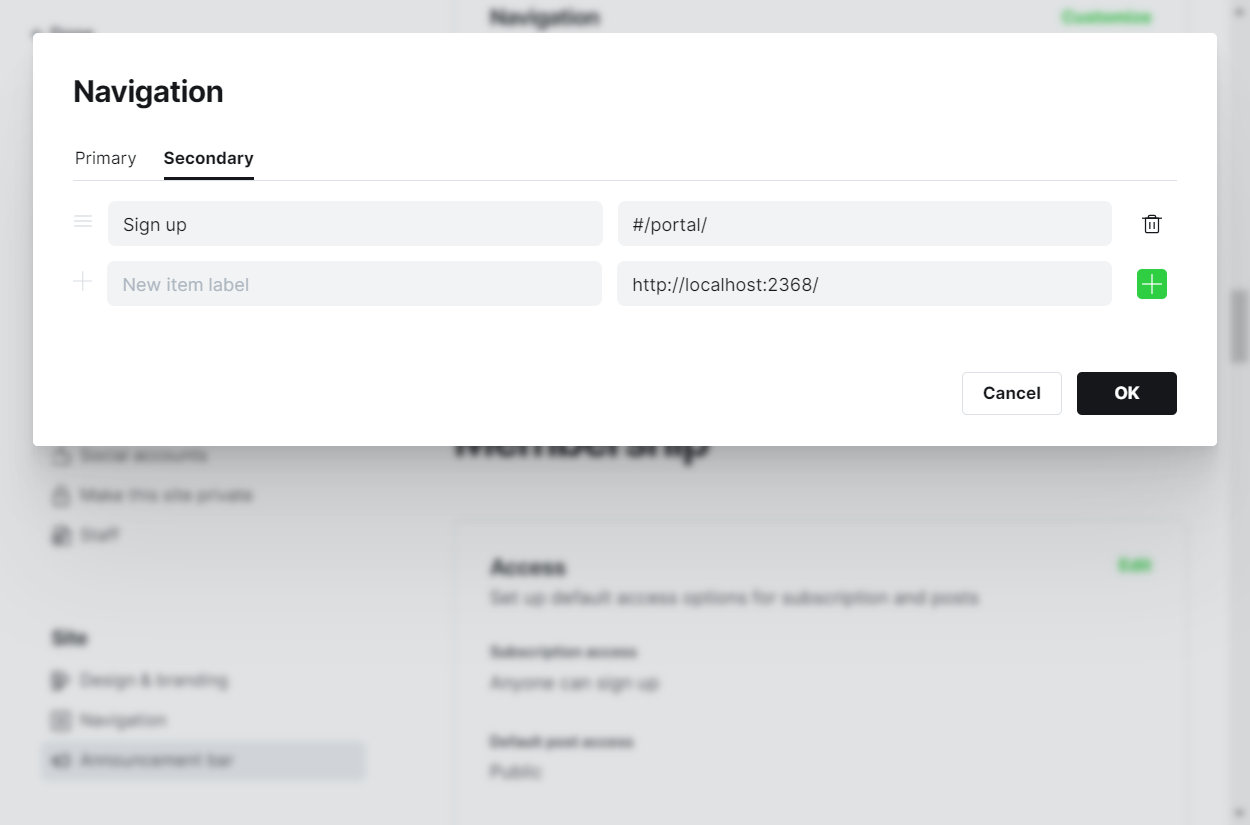 Navigation
Customize
Navigation
Primary
Secondary
Sign up
#/portal/
New item label
http://localhost:2368/
Cancel
OK
Membership
Social accounts
Make this site private
Staff
Access
Edit
Set up default access options for subscription and posts
Site
Subscription access
Anyone can sign up
Design & branding
Navigation
Default post access
Announcement bar
Public